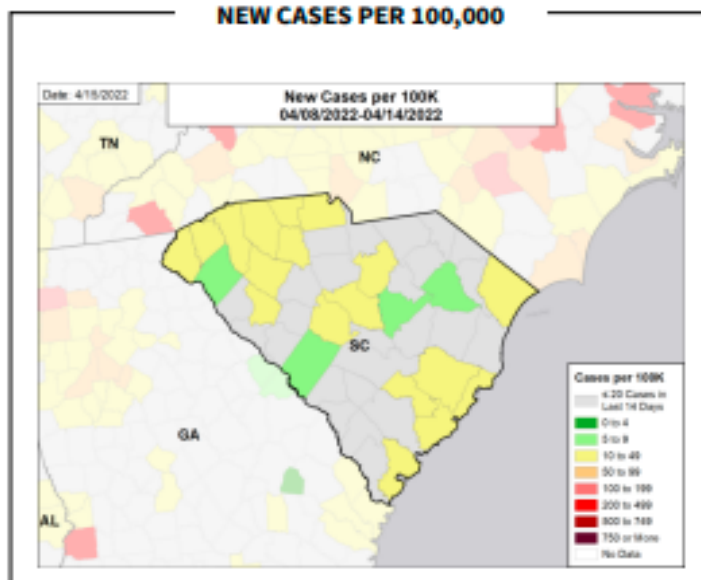 NEW CASES PER 100,000
Date: 4/15/2022
New Cases per 100K
04/08/2022-04/14/2022
TN
NC
SC
GA
AL
Cases per 100K
≤ 20 Cases in
Last 14 Days
0 to 4
5 to 9
10 to 49
50 to 99
100 to 199
200 to 499
500 to 749
750 or More
No Data